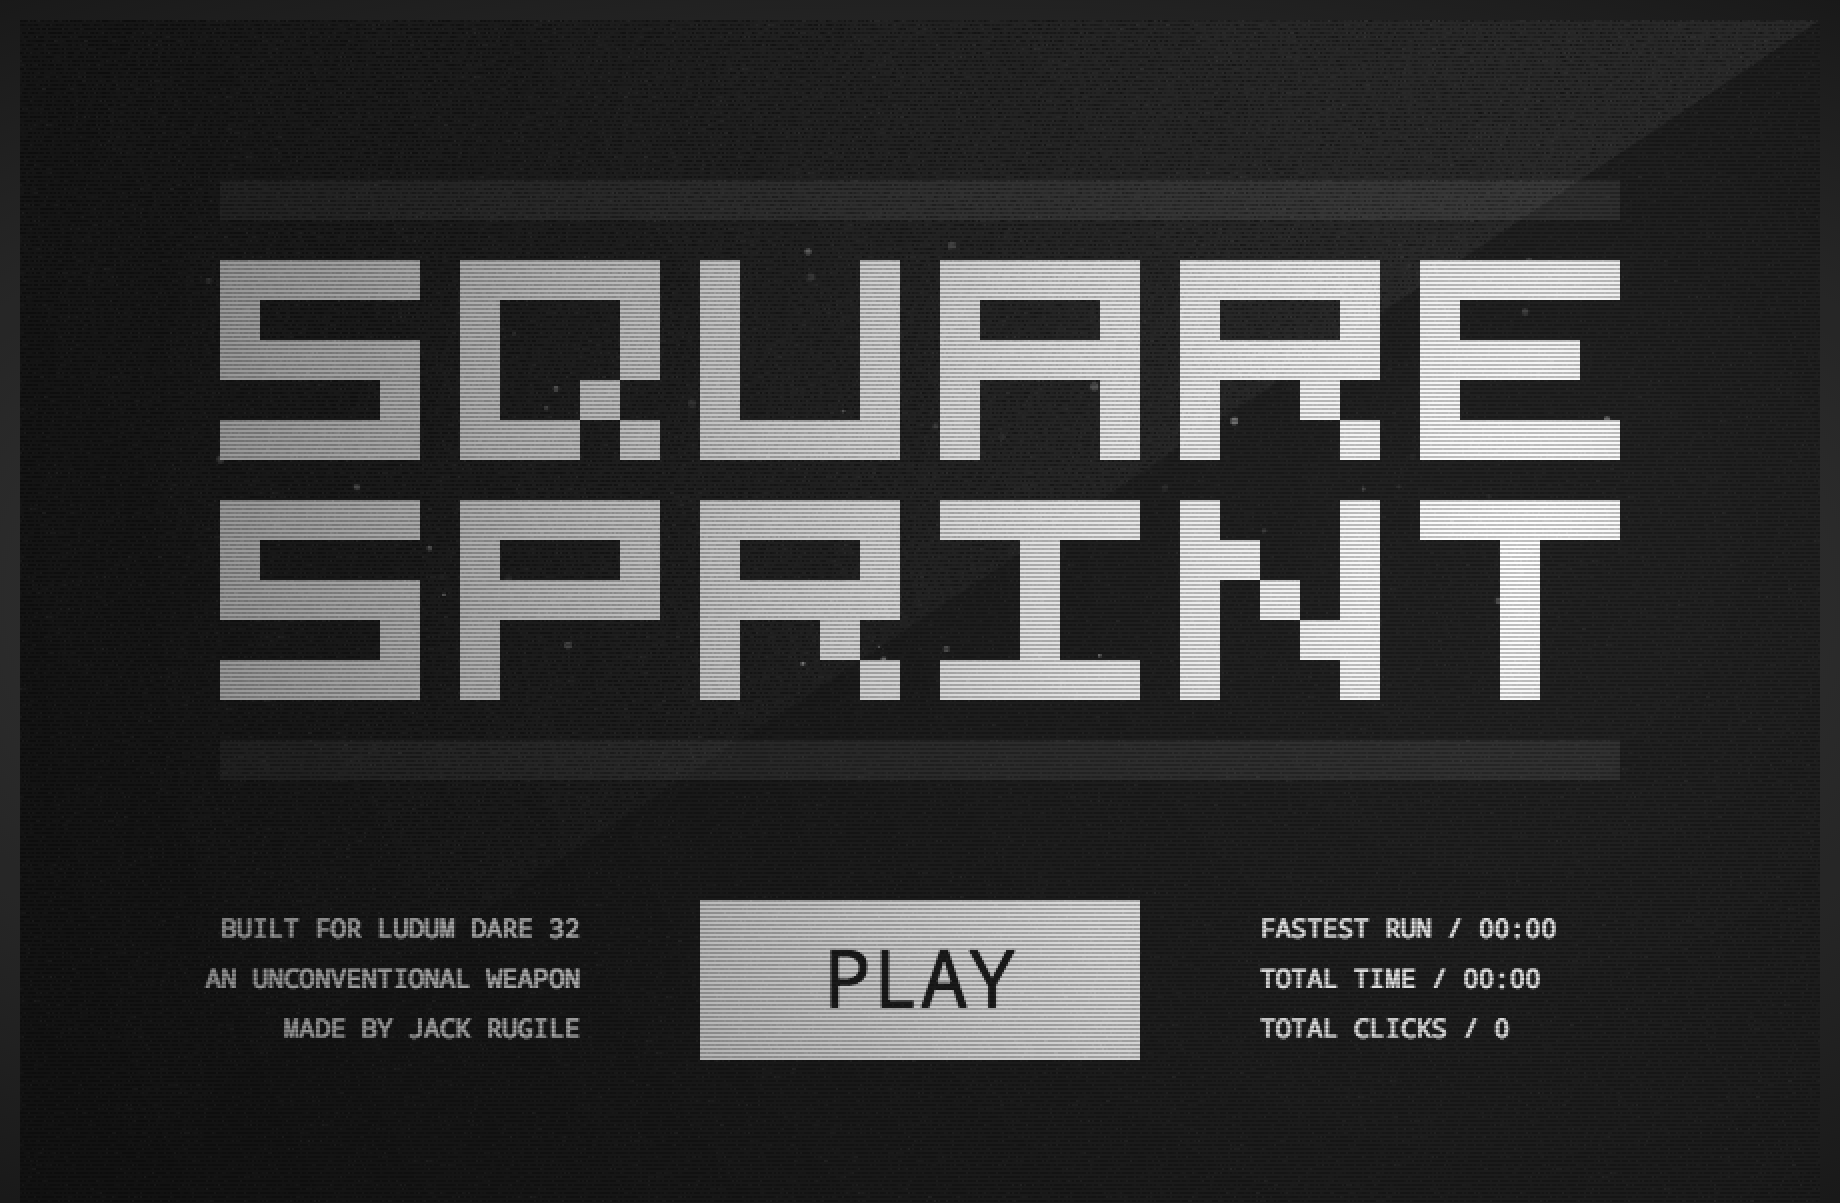 SQUARE
SPRINT
BUILT FOR LUDUM DARE 32
AN UNCONVENTIONAL WEAPON
MADE BY JACK RUGILE
PLAY
FASTEST RUN / 00:00
TOTAL TIME / 00:00
TOTAL CLICKS / 0